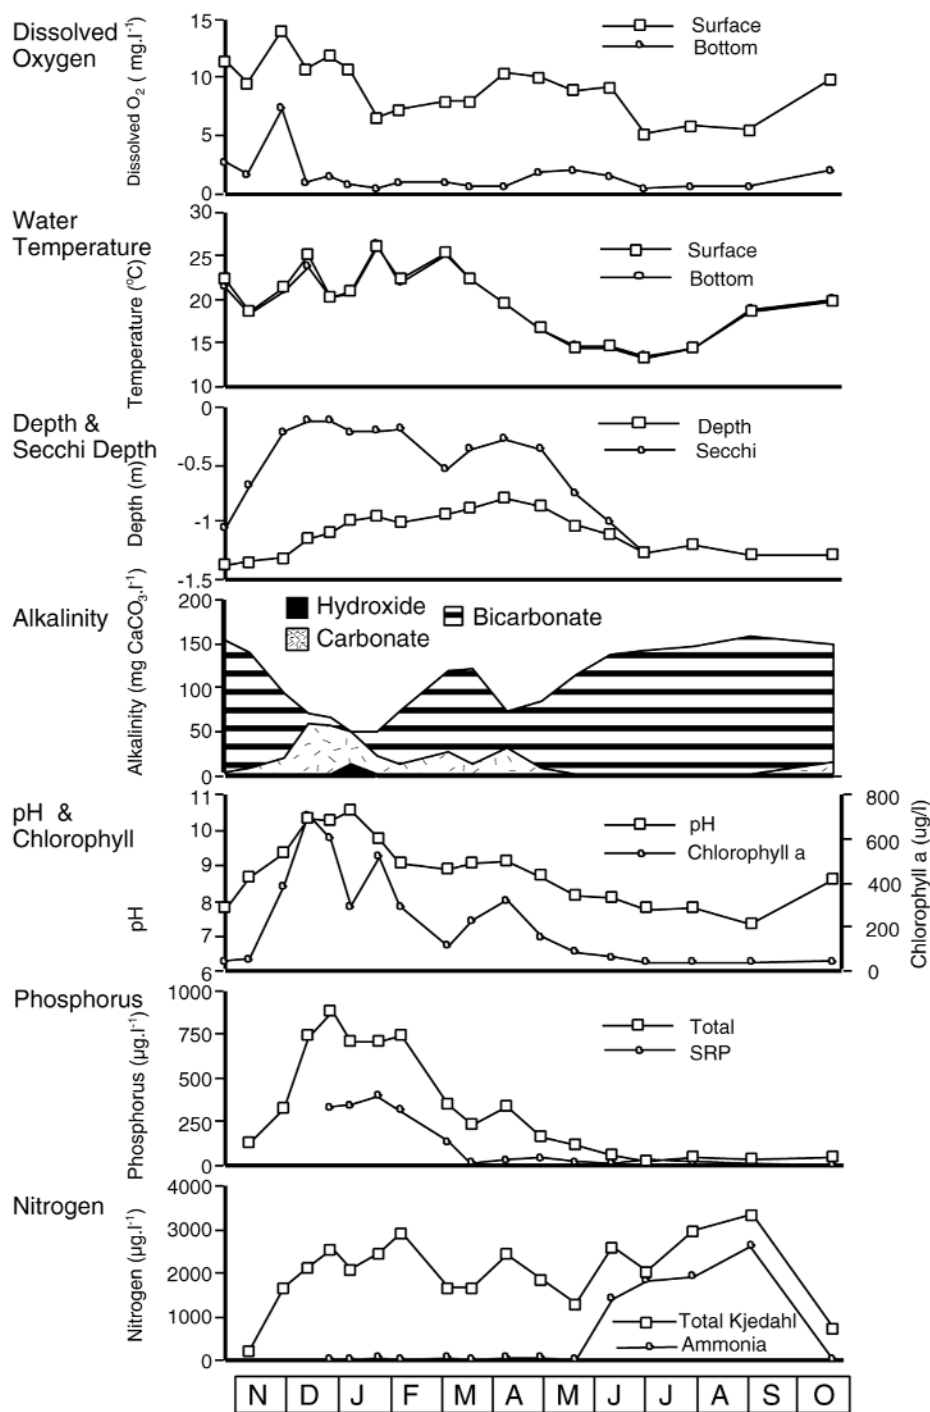 Dissolved
Oxygen
Dissolved O2 ( mg.l-1)
15
10
5
0
Surface
Bottom
Water
Temperature
Temperature (oC)
30
25
20
15
10
Surface
Bottom
Depth &
Secchi Depth
Depth (m)
0
-0.5
-1
-1.5
Depth
Secchi
Alkalinity
Alkalinity (mg CaCO3.l-1)
200
150
100
50
0
Hydroxide
Bicarbonate
Carbonate
pH &
Chlorophyll
pH
11
10
9
8
7
6
pH
Chlorophyll a
800
600
400
200
0
Chlorophyll a (ug/l)
Phosphorus
Phosphorus (µg.l-1)
1000
750
500
250
0
Total
SRP
Nitrogen
Nitrogen (µg.l-1)
4000
3000
2000
1000
0
Total Kjedahl
Ammonia
N D J F M A M J J A S O